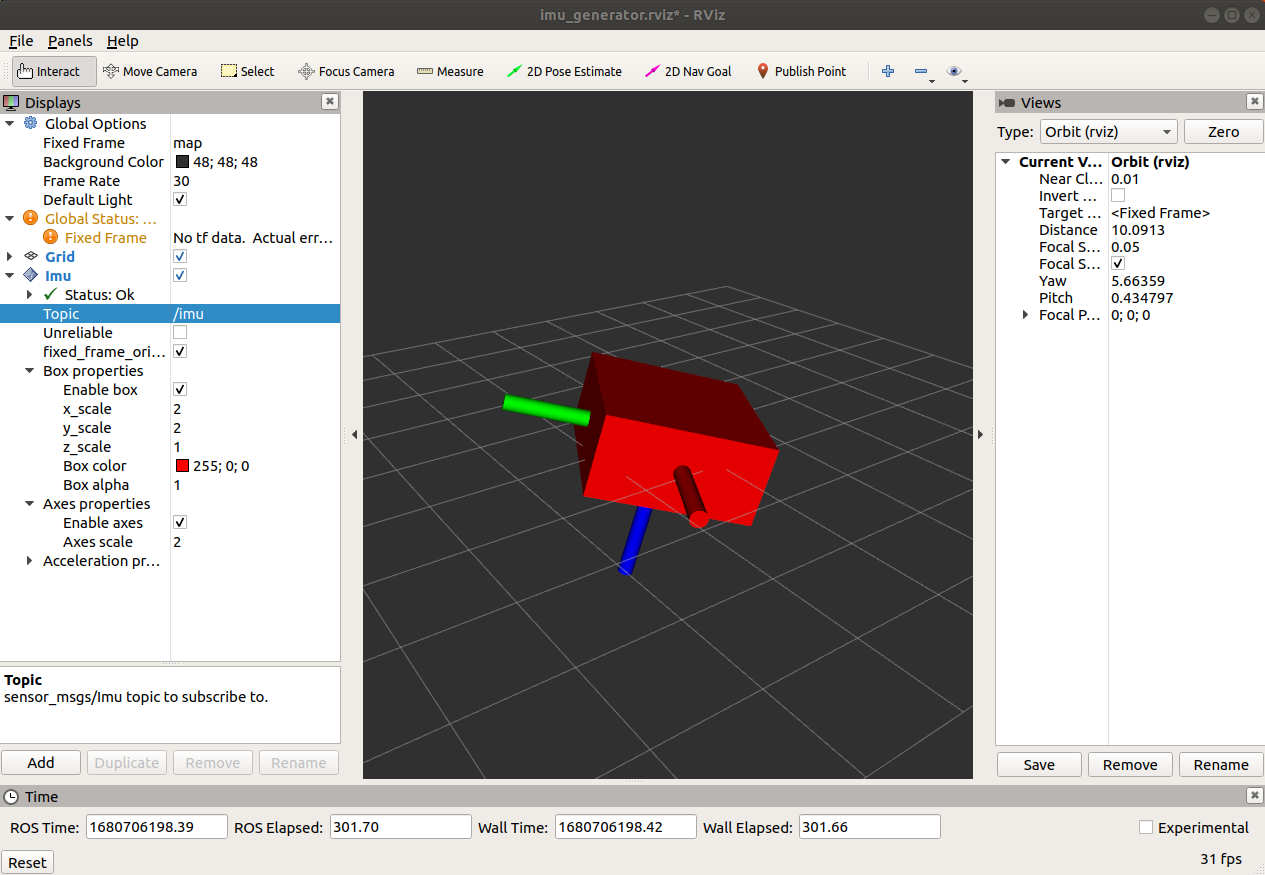 imu_generator.rviz* - RViz
File Panels Help
Interact Move Camera Select Focus Camera Measure 2D Pose Estimate 2D Nav Goal Publish Point
Displays
Global Options
Fixed Frame map
Background Color 48; 48; 48
Frame Rate 30
Default Light
Global Status: ...
Fixed Frame No tf data. Actual err...
Grid
Imu
Status: Ok
Topic /imu
Unreliable
fixed_frame_ori...
Box properties
Enable box
x_scale 2
y_scale 2
z_scale 1
Box color 255; 0; 0
Box alpha 1
Axes properties
Enable axes
Axes scale 2
Acceleration pr...
Topic
sensor_msgs/Imu topic to subscribe to.
Add Duplicate Remove Rename
Views
Type: Orbit (rviz) Zero
Current V... Orbit (rviz)
Near Cl... 0.01
Invert ...
Target ... <Fixed Frame>
Distance 10.0913
Focal S... 0.05
Focal S...
Yaw 5.66359
Pitch 0.434797
Focal P... 0; 0; 0
Save Remove Rename
Time
ROS Time: 1680706198.39 ROS Elapsed: 301.70 Wall Time: 1680706198.42 Wall Elapsed: 301.66 Experimental
Reset 31 fps